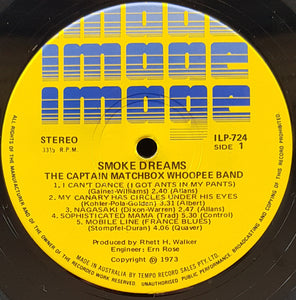 image
image
image
image
STEREO
33⅓ R.P.M.
ILP-724
SIDE 1
SMOKE DREAMS
THE CAPTAIN MATCHBOX WHOOPEE BAND
1. I CAN'T DANCE (I GOT ANTS IN MY PANTS)
(Gaines-Williams) 2.40 (Allans)
2. MY CANARY HAS CIRCLES UNDER HIS EYES
(Kohler-Pola-Golden) 3.31 (Albert)
3. NAGASAKI (Dixon-Warren) 2.41 (Allans)
4. SOPHISTICATED MAMA (Trad) 5.30 (Control)
5. MOBILE LINE (FRANCE BLUES)
(Stompfel-Duran) 4.06 (Quaver)
Produced by Rhett H. Walker
Engineer: Ern Rose
Copyright © 1973
MADE IN AUSTRALIA BY TEMPO RECORD SALES PTY. LTD.
ALL RIGHTS OF THE MANUFACTURER AND OF THE OWNER OF THE RECORDED WORK RESERVED. UNAUTHORISED PUBLIC PERFORMANCE, BROADCASTING AND COPYING OF THIS RECORD PROHIBITED.